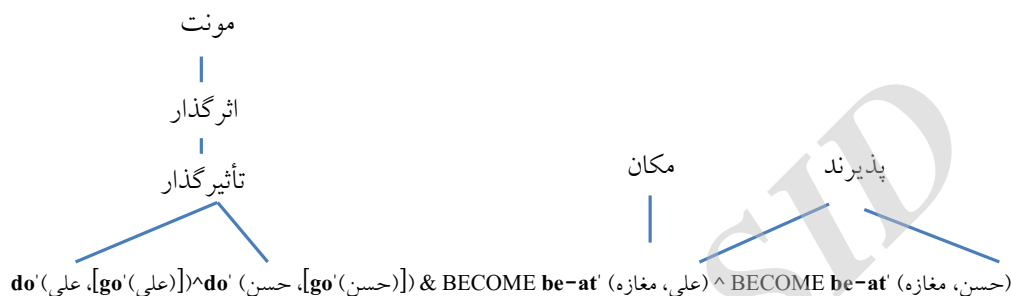 مونت
اثرگذار
تأثیرگذار
مکان
پذیرند
do'(علی، [go'(علی)])^do' (حسن، [go'(حسن)]) & BECOME be-at' (علی، مغازه) ^ BECOME be-at' (حسن، مغازه)
SID